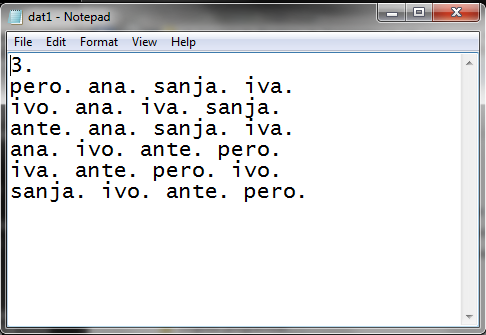 dat1 - Notepad
File Edit Format View Help
3.
pero. ana. sanja. iva.
ivo. ana. iva. sanja.
ante. ana. sanja. iva.
ana. ivo. ante. pero.
iva. ante. pero. ivo.
sanja. ivo. ante. pero.